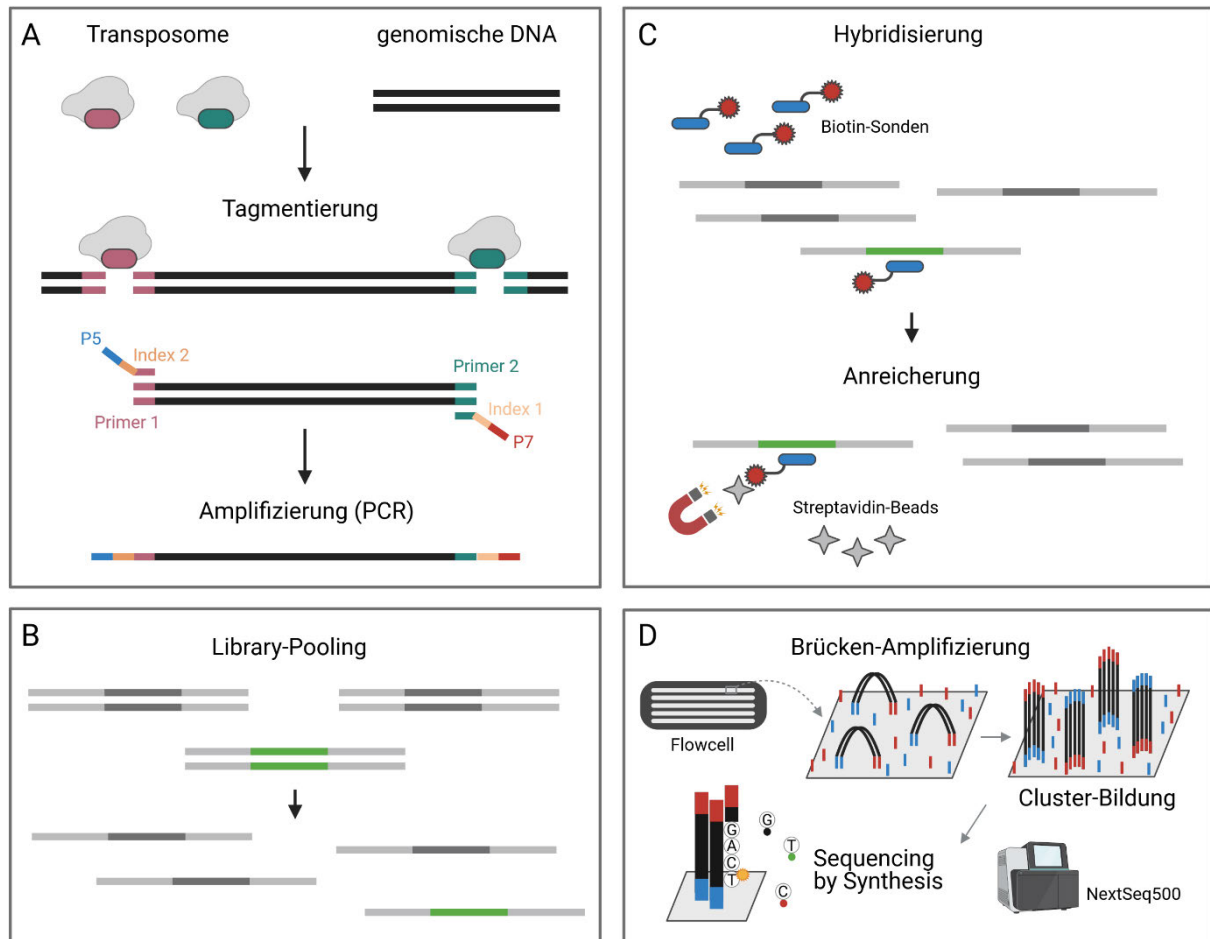 A
Transposome
genomische DNA
Tagmentierung
P5
Index 2
Primer 2
Primer 1
Index 1
P7
Amplifizierung (PCR)
B
Library-Pooling
C
Hybridisierung
Biotin-Sonden
Anreicherung
Streptavidin-Beads
D
Brücken-Amplifizierung
Flowcell
Cluster-Bildung
G
A
C
T
G
T
C
Sequencing
by Synthesis
NextSeq500